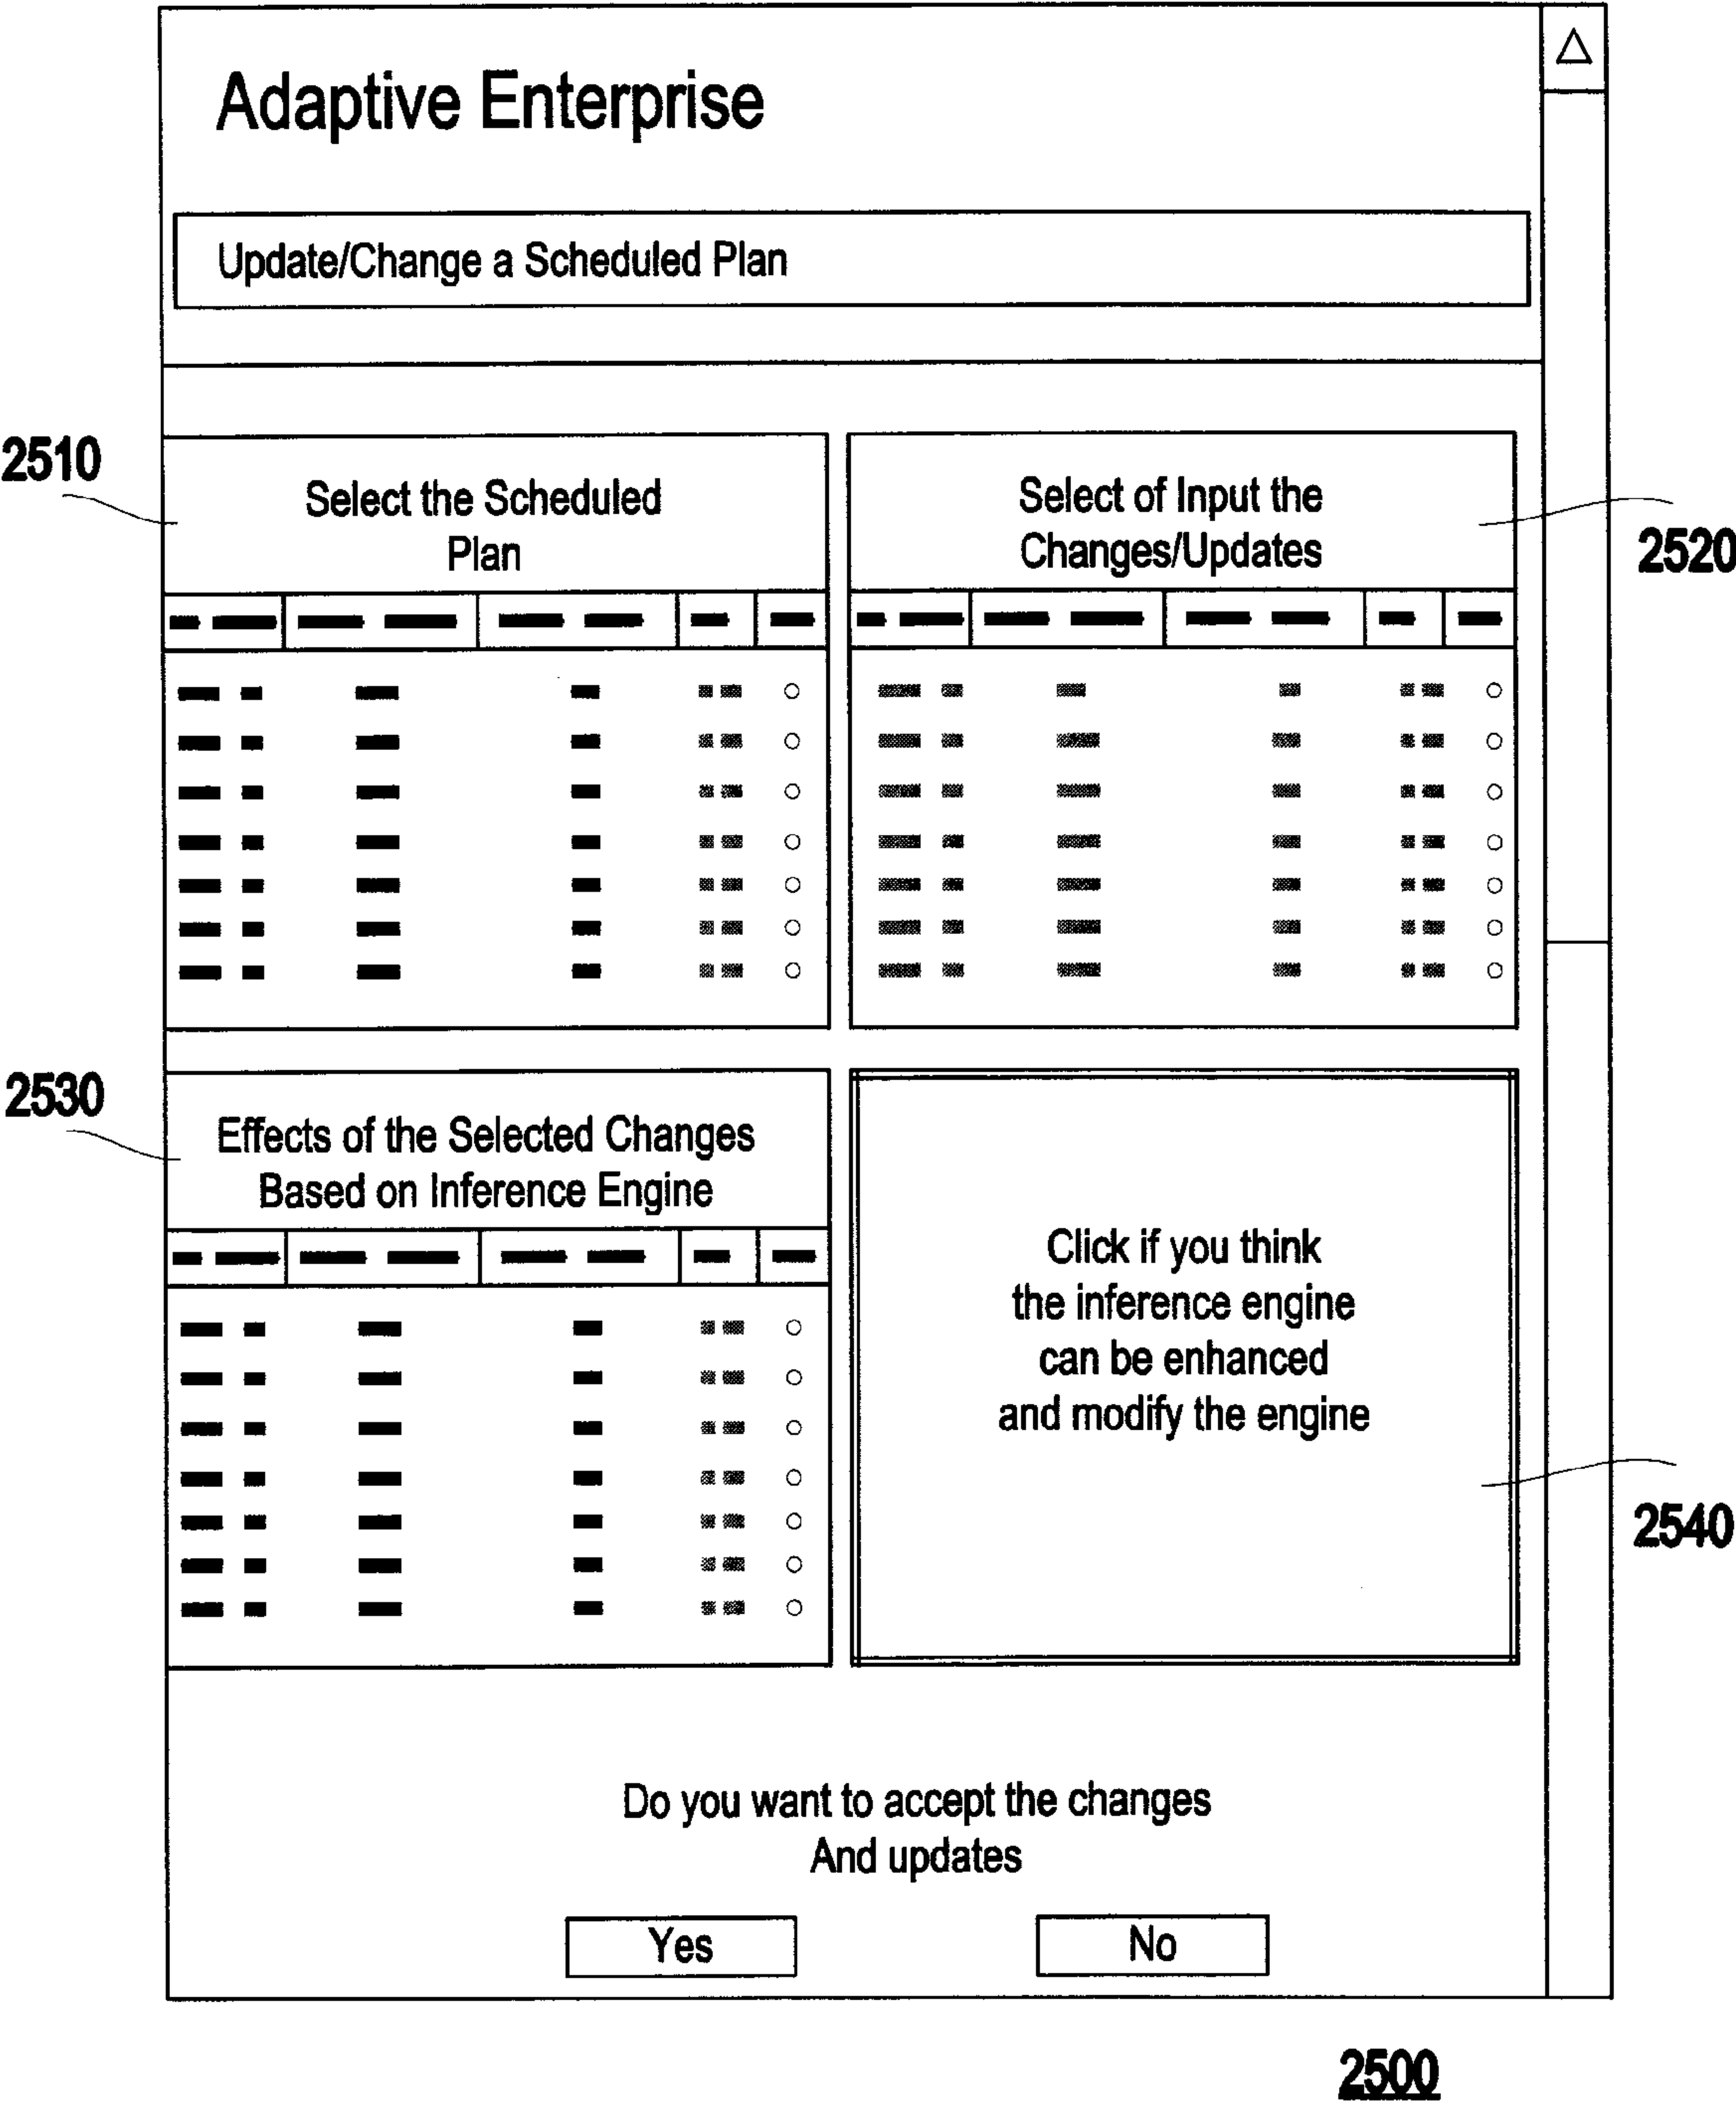 Adaptive Enterprise
Update/Change a Scheduled Plan
2510
Select the Scheduled
Plan
Select of Input the
Changes/Updates
2520
2530
Effects of the Selected Changes
Based on Inference Engine
Click if you think
the inference engine
can be enhanced
and modify the engine
2540
Do you want to accept the changes
And updates
Yes
No
2500